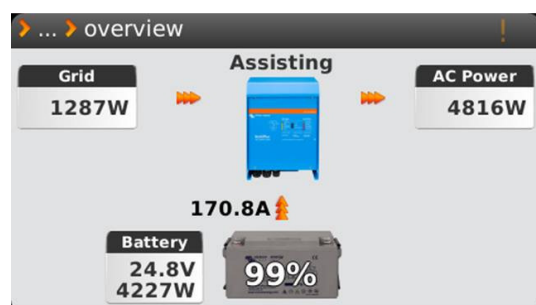 ... overview
!
Assisting
Grid
1287W
AC Power
4816W
170.8A
Battery
24.8V
4227W
99%